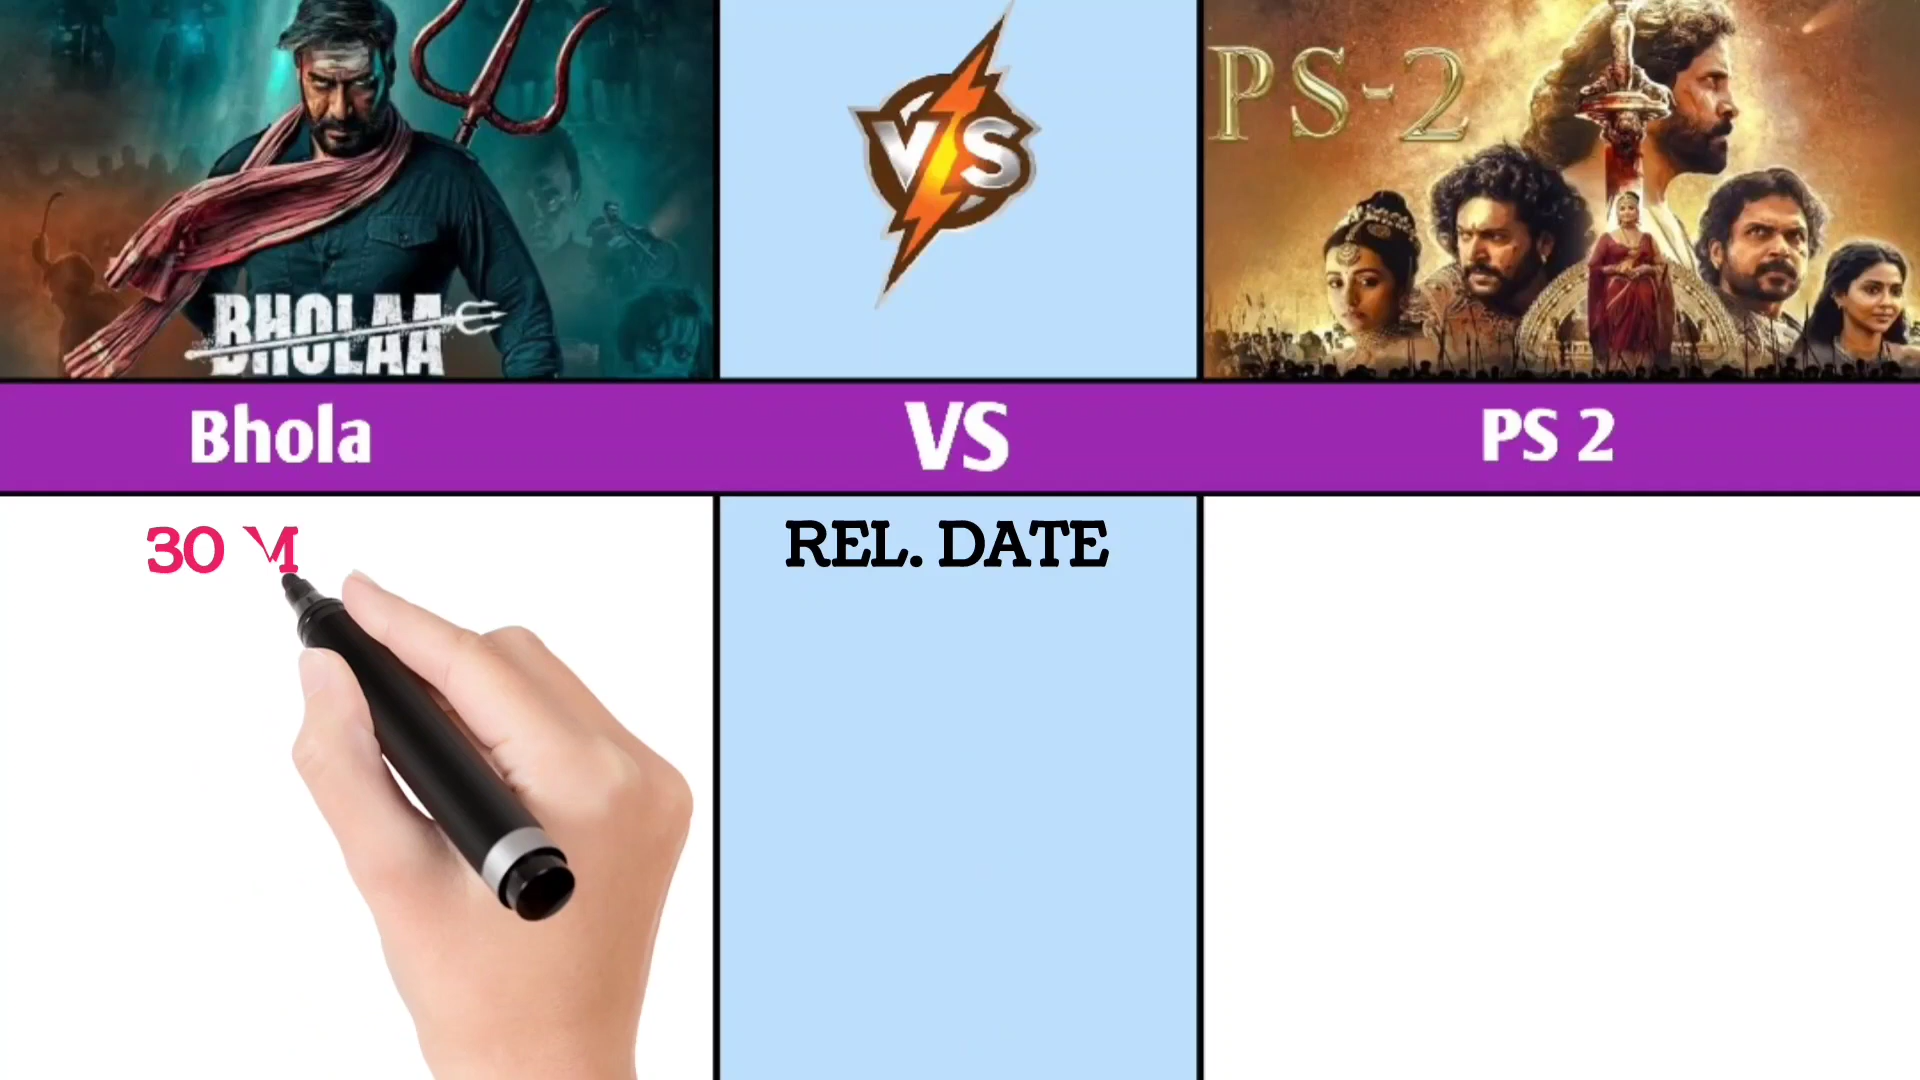 BHOLAA
VS
PS-2
Bhola
VS
PS 2
30 M
REL. DATE